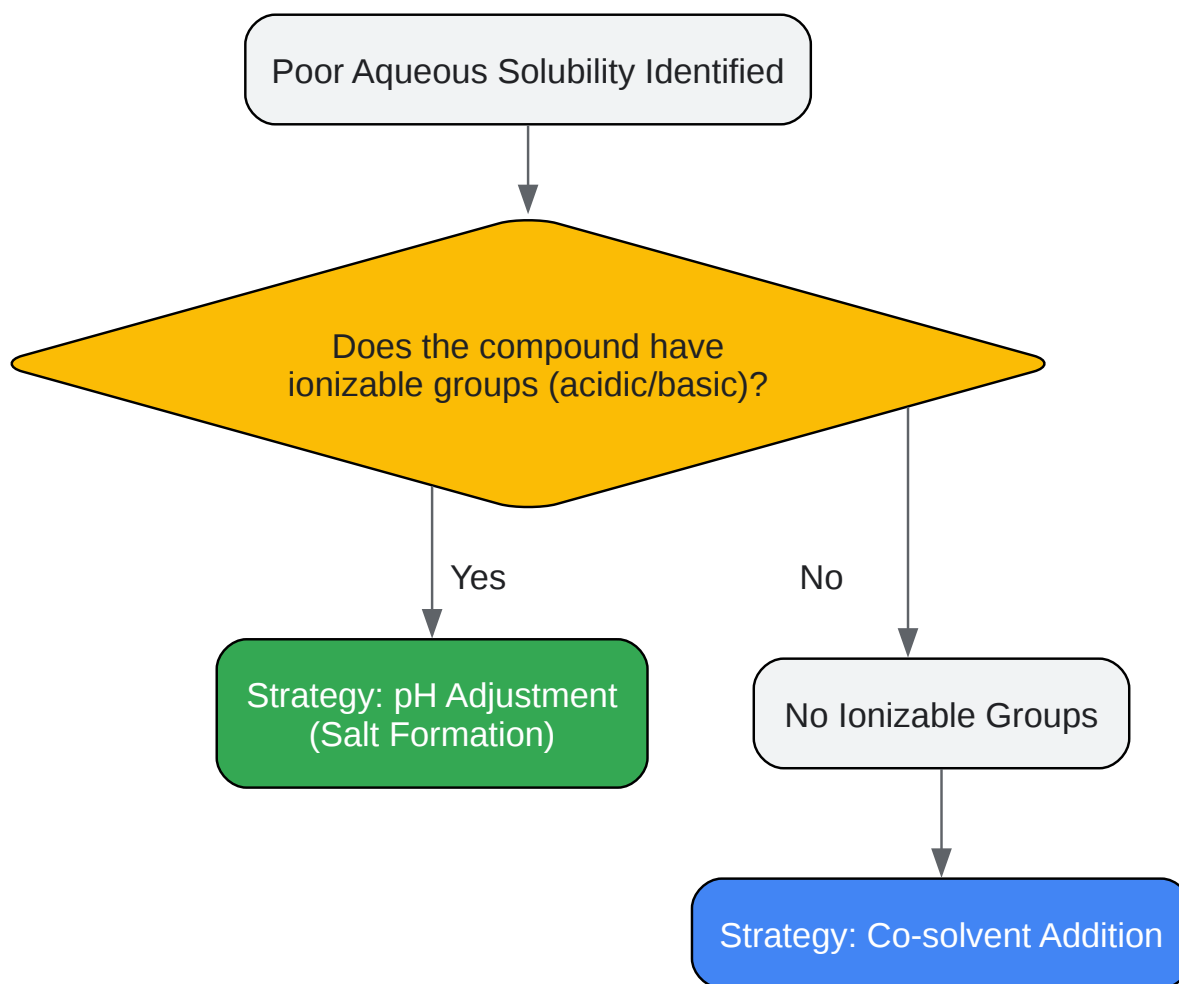 Poor Aqueous Solubility Identified
Does the compound have
ionizable groups (acidic/basic)?
Yes
No
Strategy: pH Adjustment
(Salt Formation)
No Ionizable Groups
Strategy: Co-solvent Addition